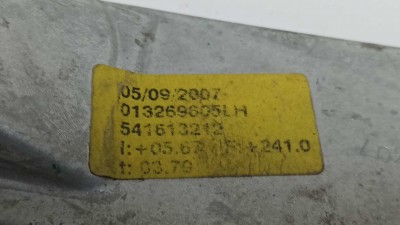 05/09/2007
013269605LH
541613212
I: +05.67 +241.0
t: 03.79